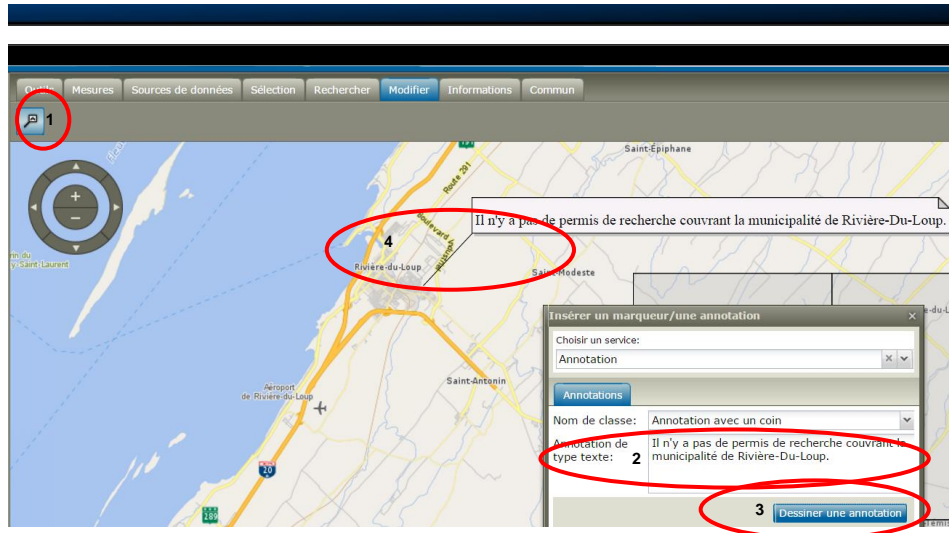 Outils Mesures Sources de données Sélection Rechercher Modifier Informations Commun
1
Saint-Épiphane
Route 291
Il n'y a pas de permis de recherche couvrant la municipalité de Rivière-Du-Loup.
Boulevard
4
Rivière-du-Loup
Saint-Modeste
Insérer un marqueur/une annotation
Choisir un service:
Annotation
Aéroport
de Rivière-du-Loup
Saint-Antonin
Annotations
Nom de classe: Annotation avec un coin
Annotation de
type texte:
Il n'y a pas de permis de recherche couvrant la
municipalité de Rivière-Du-Loup.
2
20
289
3
Dessiner une annotation